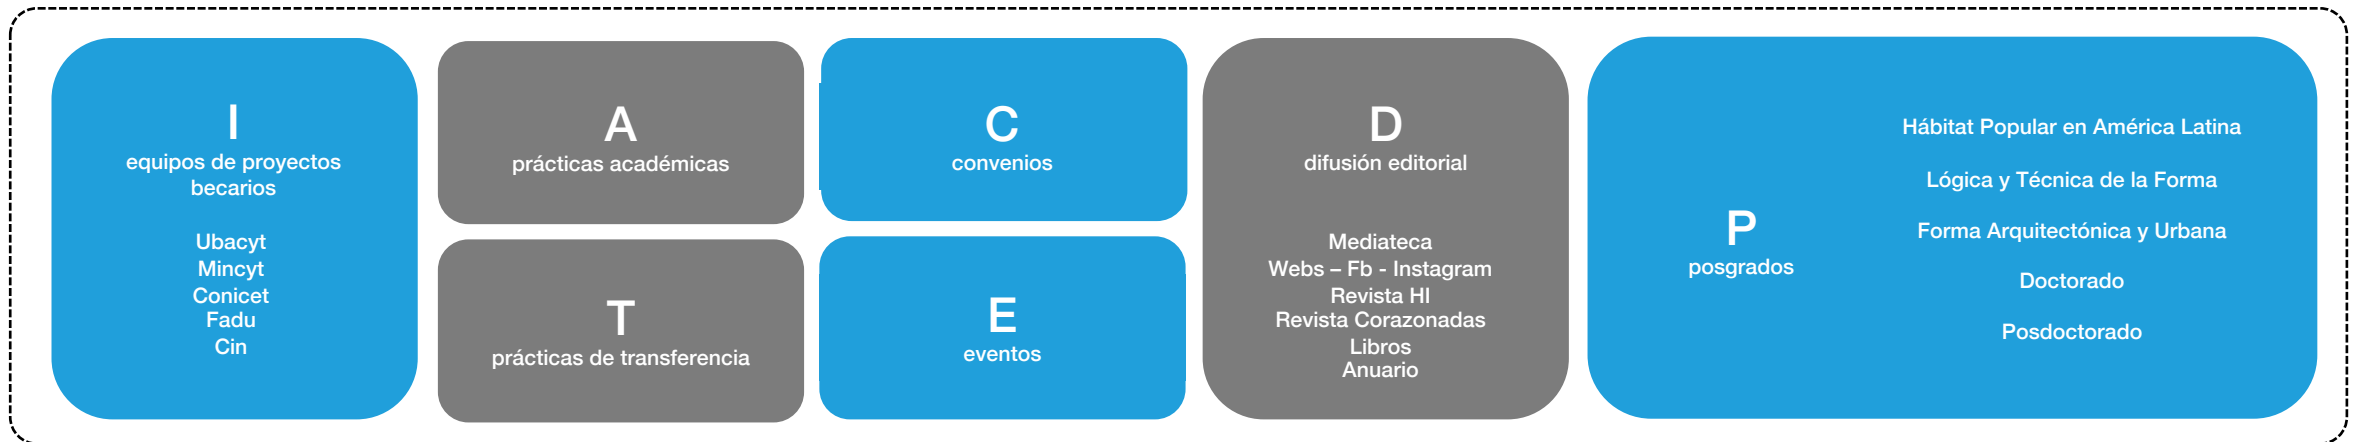 I
equipos de proyectos
becarios
Ubacyt
Mincyt
Conicet
Fadu
Cin
A
prácticas académicas
T
prácticas de transferencia
C
convenios
E
eventos
D
difusión editorial
Mediateca
Webs – Fb - Instagram
Revista HI
Revista Corazonadas
Libros
Anuario
P
posgrados
Hábitat Popular en América Latina
Lógica y Técnica de la Forma
Forma Arquitectónica y Urbana
Doctorado
Posdoctorado